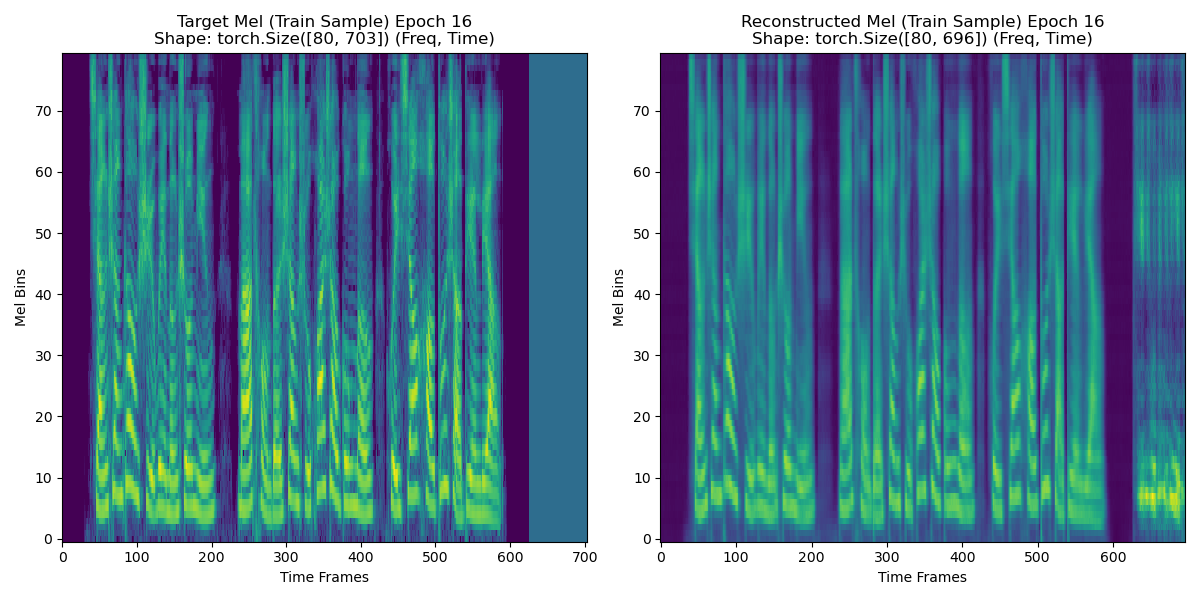 Target Mel (Train Sample) Epoch 16
Shape: torch.Size([80, 703]) (Freq, Time)
Mel Bins
70
60
50
40
30
20
10
0
0 100 200 300 400 500 600 700
Time Frames
Reconstructed Mel (Train Sample) Epoch 16
Shape: torch.Size([80, 696]) (Freq, Time)
Mel Bins
70
60
50
40
30
20
10
0
0 100 200 300 400 500 600
Time Frames